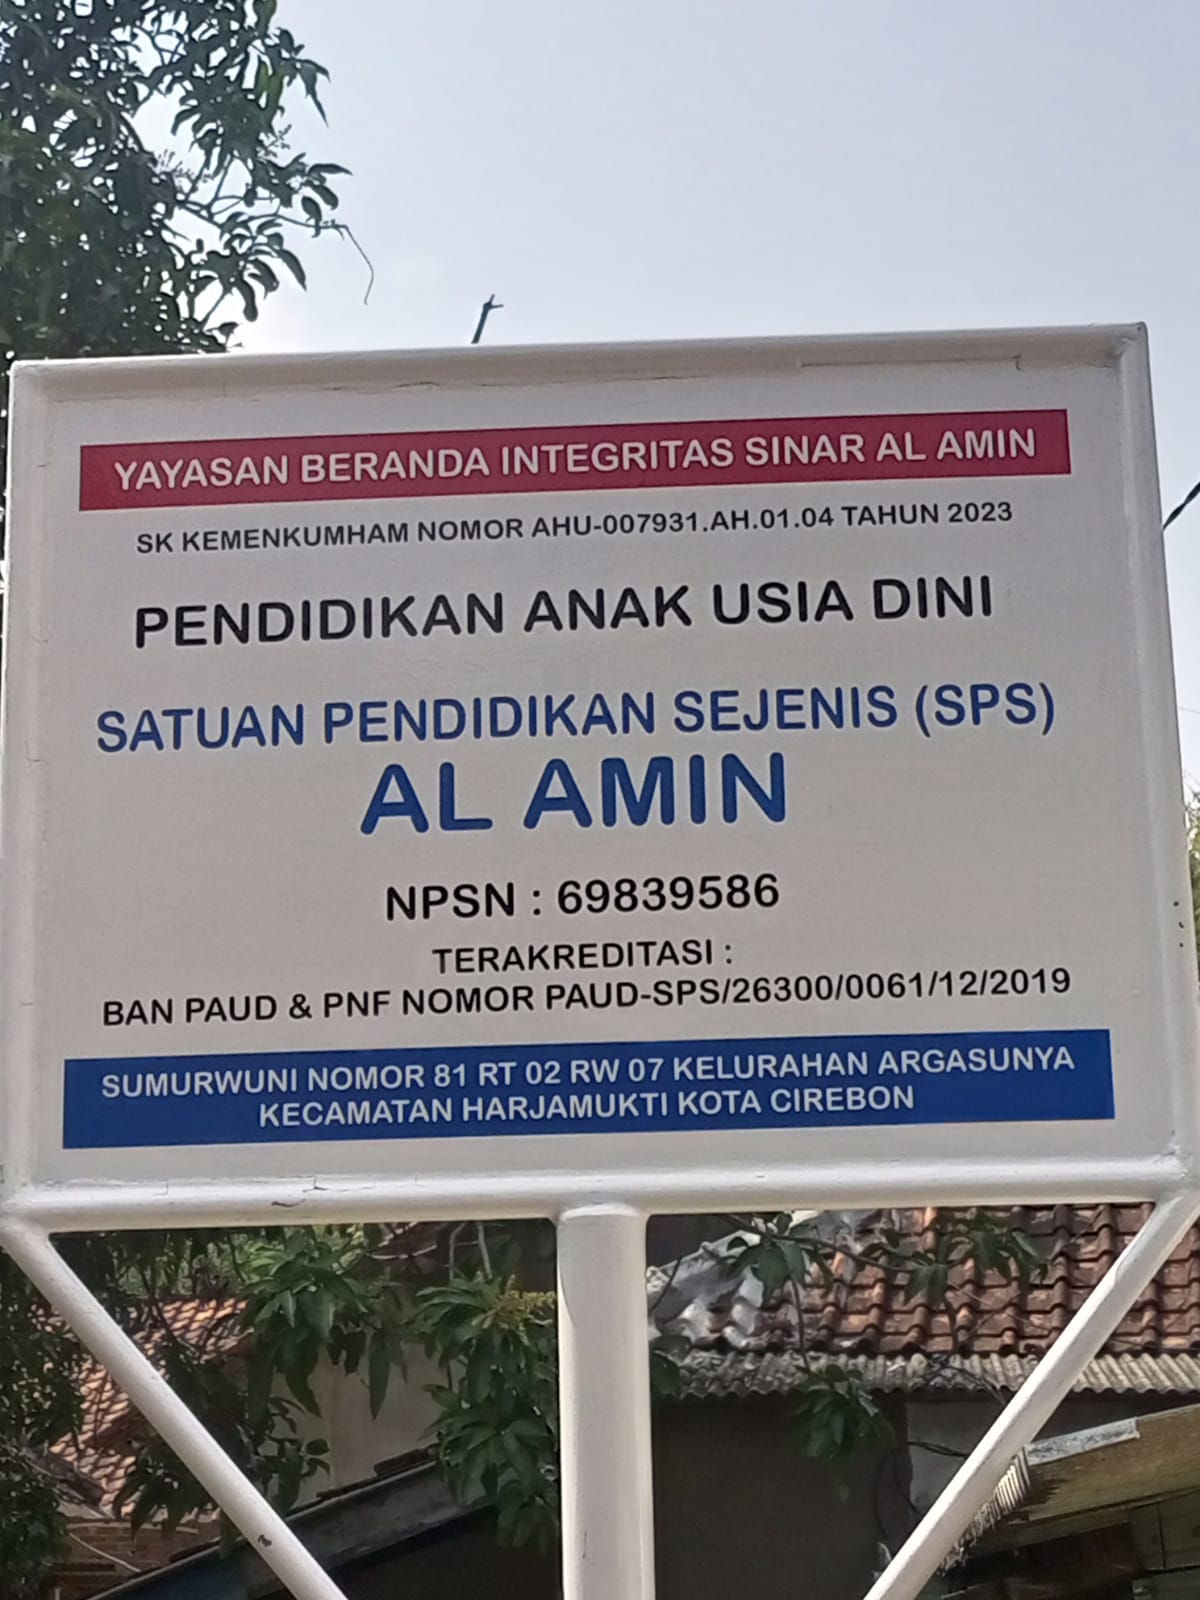 YAYASAN BERANDA INTEGRITAS SINAR AL AMIN
SK KEMENKUMHAM NOMOR AHU-007931.AH.01.04 TAHUN 2023
PENDIDIKAN ANAK USIA DINI
SATUAN PENDIDIKAN SEJENIS (SPS)
AL AMIN
NPSN : 69839586
TERAKREDITASI :
BAN PAUD & PNF NOMOR PAUD-SPS/26300/0061/12/2019
SUMURWUNI NOMOR 81 RT 02 RW 07 KELURAHAN ARGASUNYA
KECAMATAN HARJAMUKTI KOTA CIREBON